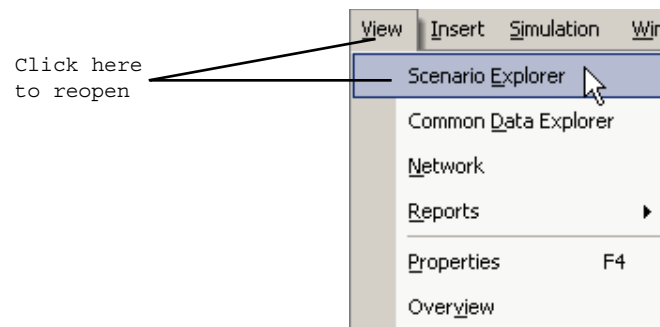 View Insert Simulation
Click here
to reopen
Scenario Explorer
Common Data Explorer
Network
Reports
Properties F4
Overview